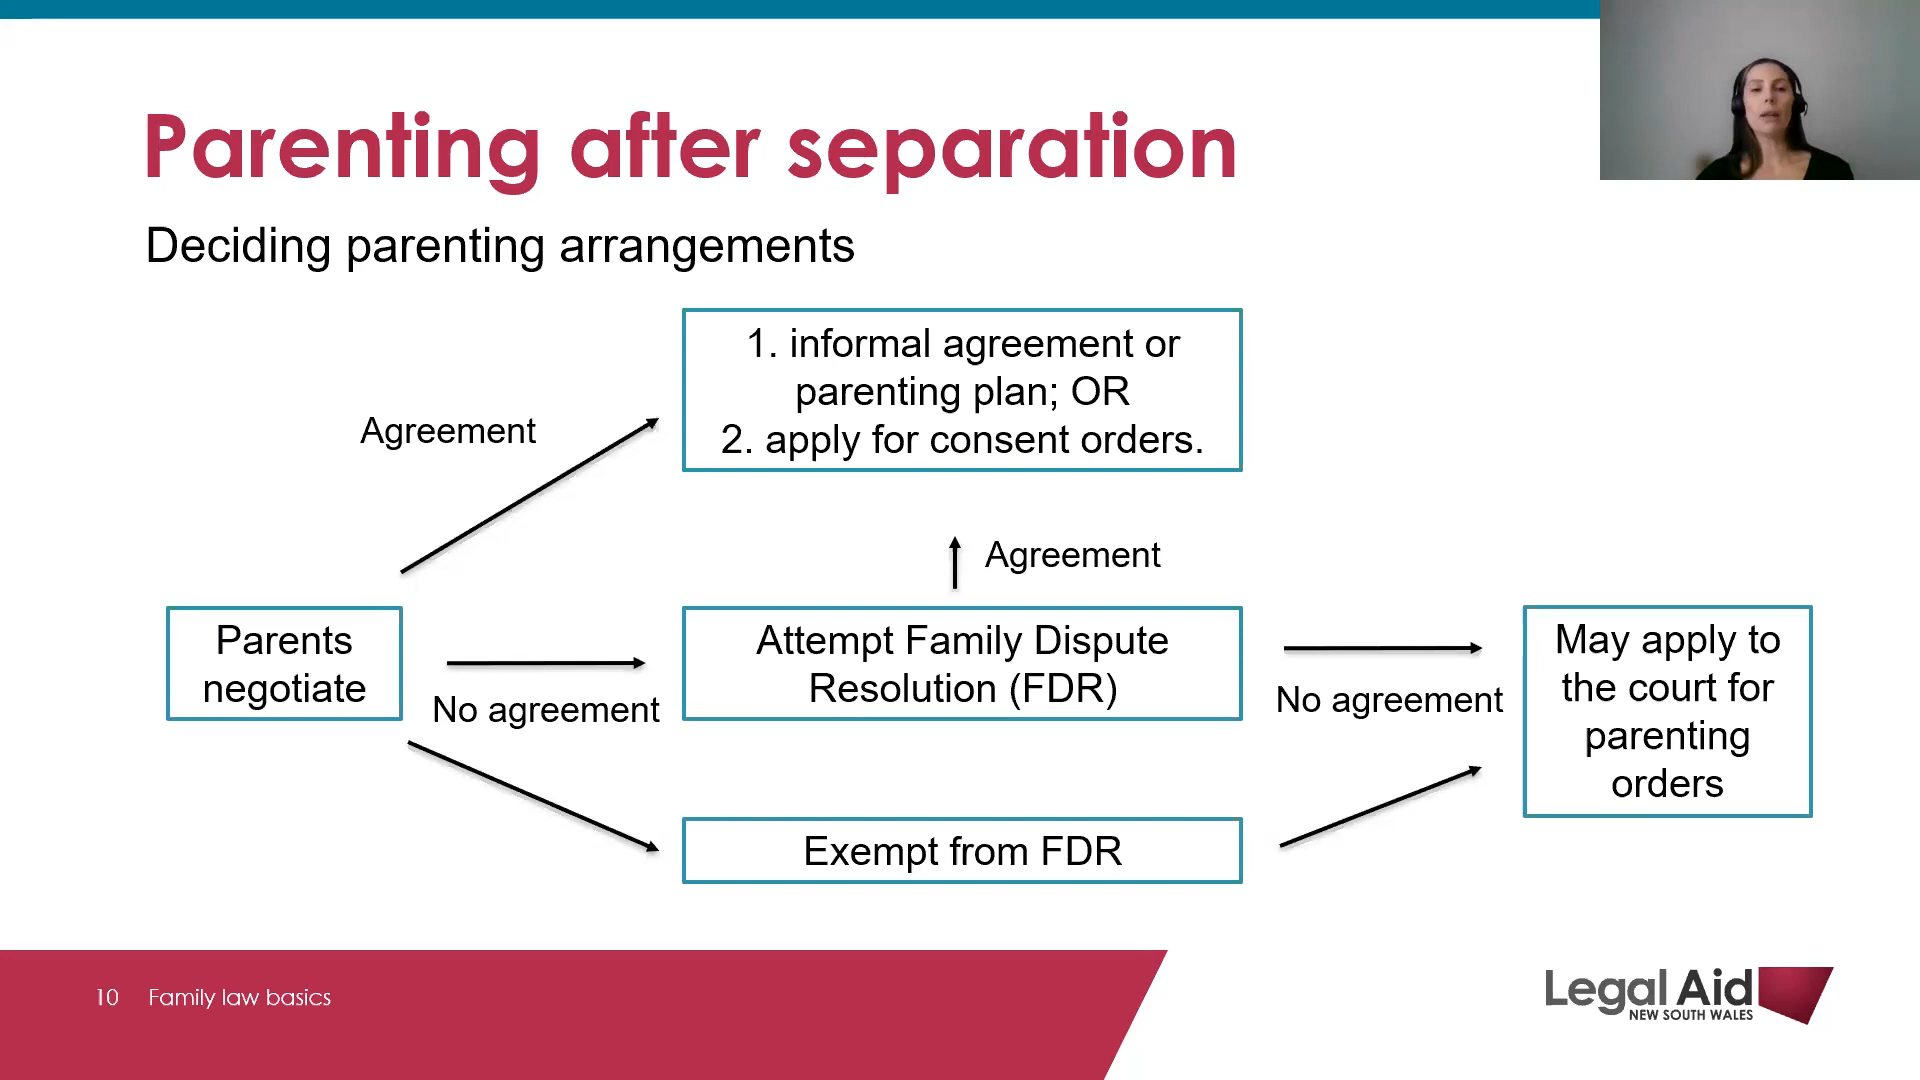 Parenting after separation
Deciding parenting arrangements
1. informal agreement or
parenting plan; OR
2. apply for consent orders.
Agreement
Agreement
Parents
negotiate
No agreement
Attempt Family Dispute
Resolution (FDR)
No agreement
May apply to
the court for
parenting
orders
Exempt from FDR
10 Family law basics
Legal Aid
NEW SOUTH WALES